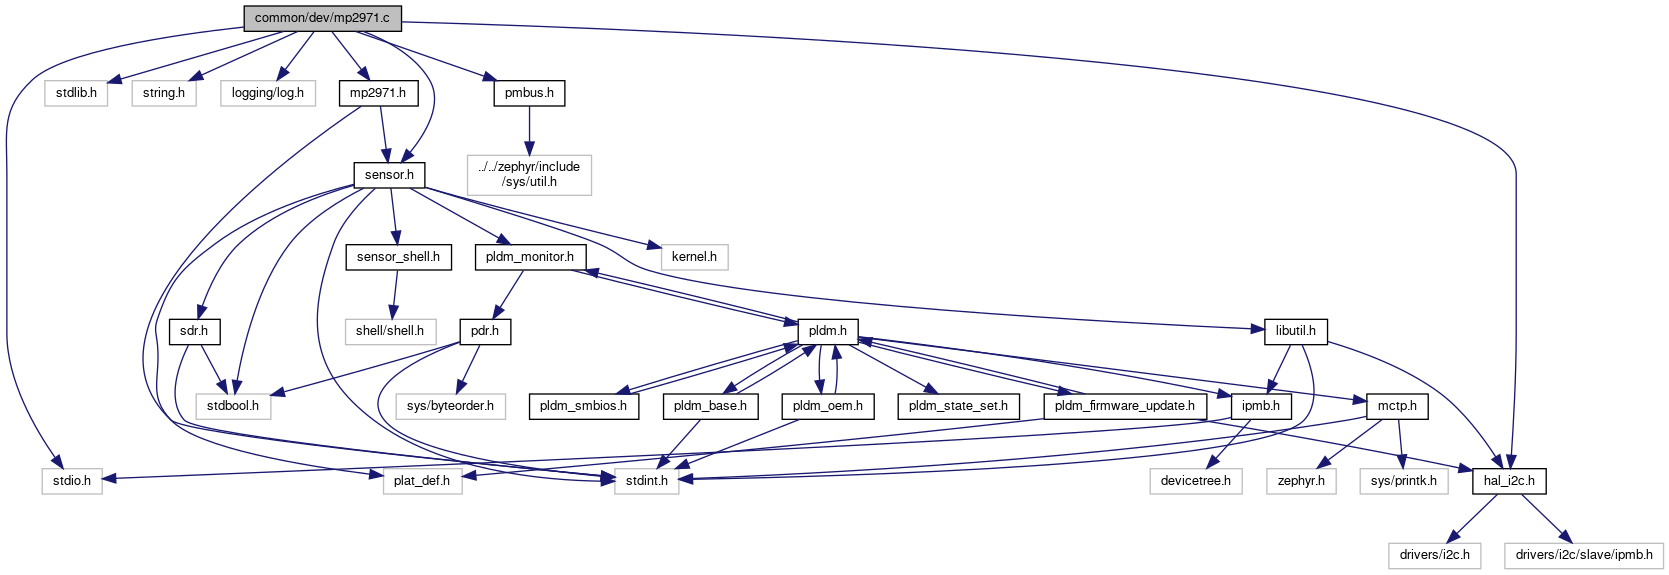 common/dev/mp2971.c
stdlib.h
string.h
logging/log.h
mp2971.h
pmbus.h
sensor.h
../../zephyr/include
/sys/util.h
sensor_shell.h
pldm_monitor.h
kernel.h
sdr.h
shell/shell.h
pdr.h
pldm.h
libutil.h
stdbool.h
sys/byteorder.h
pldm_smbios.h
pldm_base.h
pldm_oem.h
pldm_state_set.h
pldm_firmware_update.h
ipmb.h
mctp.h
stdio.h
plat_def.h
stdint.h
devicetree.h
zephyr.h
sys/printk.h
hal_i2c.h
drivers/i2c.h
drivers/i2c/slave/ipmb.h